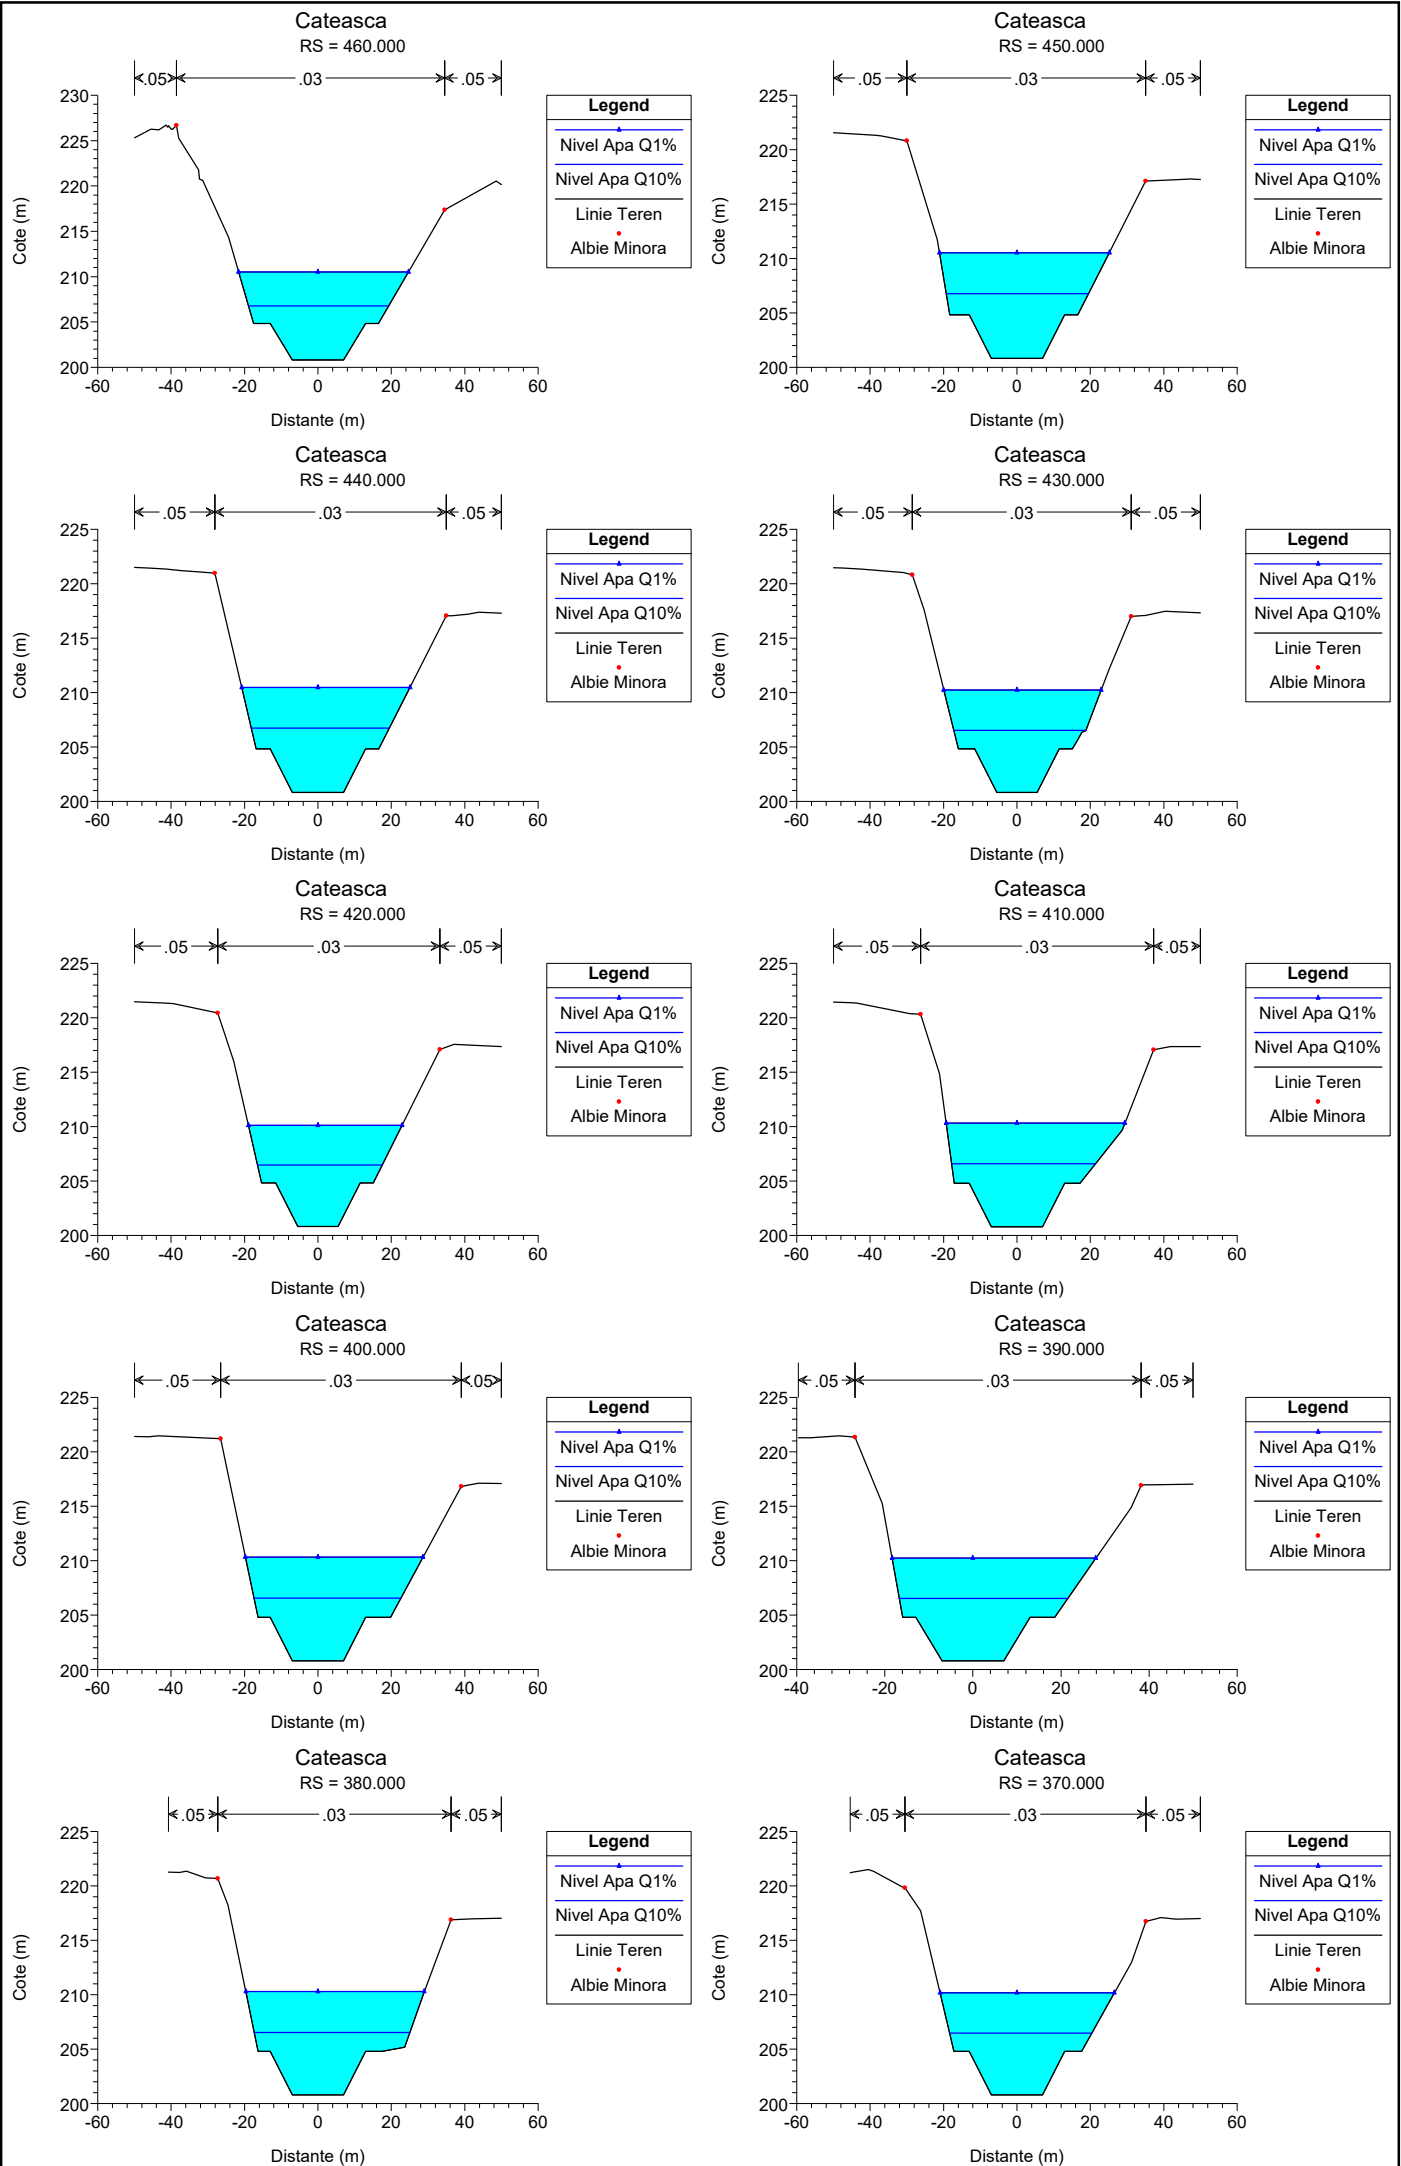 Cateasca
RS = 460.000
.05 .03 .05
Cote (m)
230
225
220
215
210
205
200
-60 -40 -20 0 20 40 60
Distante (m)
Legend
Nivel Apa Q1%
Nivel Apa Q10%
Linie Teren
Albie Minora
Cateasca
RS = 450.000
.05 .03 .05
Cote (m)
225
220
215
210
205
200
-60 -40 -20 0 20 40 60
Distante (m)
Legend
Nivel Apa Q1%
Nivel Apa Q10%
Linie Teren
Albie Minora
Cateasca
RS = 440.000
.05 .03 .05
Cote (m)
225
220
215
210
205
200
-60 -40 -20 0 20 40 60
Distante (m)
Legend
Nivel Apa Q1%
Nivel Apa Q10%
Linie Teren
Albie Minora
Cateasca
RS = 430.000
.05 .03 .05
Cote (m)
225
220
215
210
205
200
-60 -40 -20 0 20 40 60
Distante (m)
Legend
Nivel Apa Q1%
Nivel Apa Q10%
Linie Teren
Albie Minora
Cateasca
RS = 420.000
.05 .03 .05
Cote (m)
225
220
215
210
205
200
-60 -40 -20 0 20 40 60
Distante (m)
Legend
Nivel Apa Q1%
Nivel Apa Q10%
Linie Teren
Albie Minora
Cateasca
RS = 410.000
.05 .03 .05
Cote (m)
225
220
215
210
205
200
-60 -40 -20 0 20 40 60
Distante (m)
Legend
Nivel Apa Q1%
Nivel Apa Q10%
Linie Teren
Albie Minora
Cateasca
RS = 400.000
.05 .03 .05
Cote (m)
225
220
215
210
205
200
-60 -40 -20 0 20 40 60
Distante (m)
Legend
Nivel Apa Q1%
Nivel Apa Q10%
Linie Teren
Albie Minora
Cateasca
RS = 390.000
.05 .03 .05
Cote (m)
225
220
215
210
205
200
-40 -20 0 20 40 60
Distante (m)
Legend
Nivel Apa Q1%
Nivel Apa Q10%
Linie Teren
Albie Minora
Cateasca
RS = 380.000
.05 .03 .05
Cote (m)
225
220
215
210
205
200
-60 -40 -20 0 20 40 60
Distante (m)
Legend
Nivel Apa Q1%
Nivel Apa Q10%
Linie Teren
Albie Minora
Cateasca
RS = 370.000
.05 .03 .05
Cote (m)
225
220
215
210
205
200
-60 -40 -20 0 20 40 60
Distante (m)
Legend
Nivel Apa Q1%
Nivel Apa Q10%
Linie Teren
Albie Minora